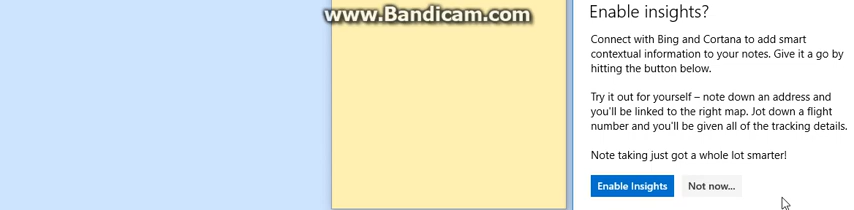 www.Bandicam.com
Enable insights?
Connect with Bing and Cortana to add smart
contextual information to your notes. Give it a go by
hitting the button below.
Try it out for yourself – note down an address and
you'll be linked to the right map. Jot down a flight
number and you'll be given all of the tracking details.
Note taking just got a whole lot smarter!
Enable Insights
Not now...